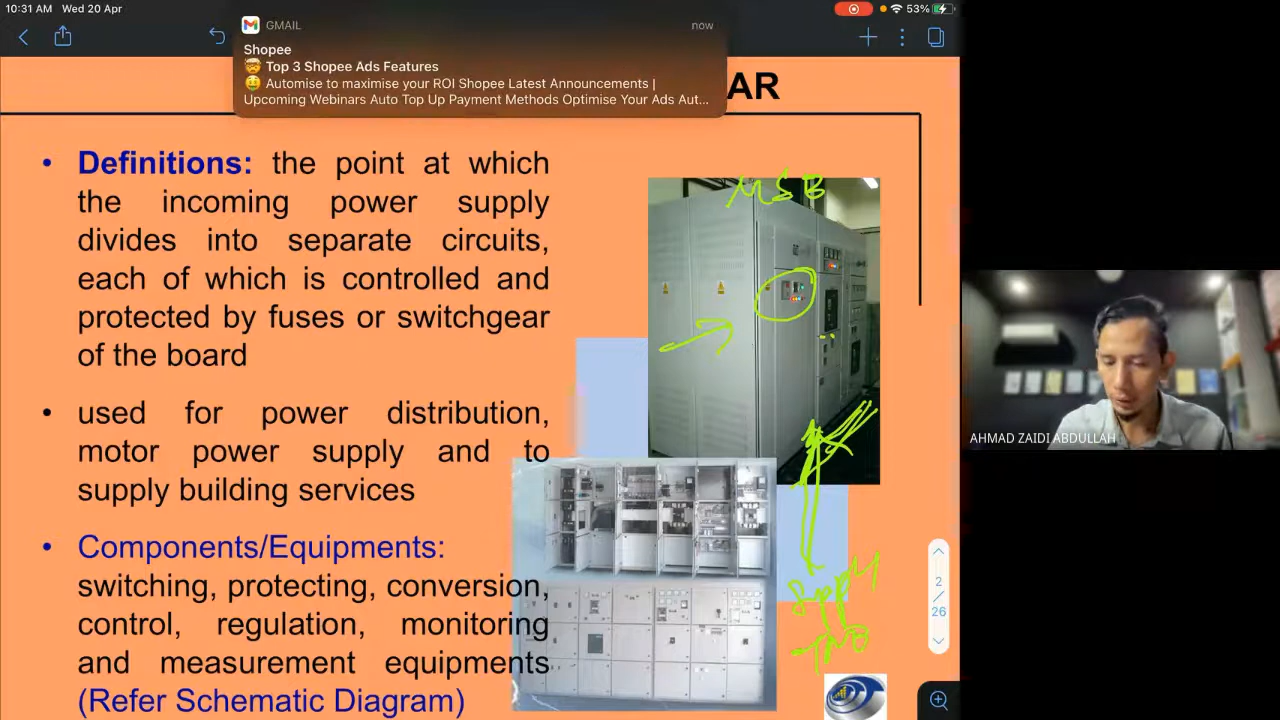 10:31 AM Wed 20 Apr
53%
GMAIL
now
Shopee
🤯 Top 3 Shopee Ads Features
🤑 Automise to maximise your ROI Shopee Latest Announcements |
Upcoming Webinars Auto Top Up Payment Methods Optimise Your Ads Aut...
AR
• Definitions: the point at which
the incoming power supply
divides into separate circuits,
each of which is controlled and
protected by fuses or switchgear
of the board
• used for power distribution,
motor power supply and to
supply building services
• Components/Equipments:
switching, protecting, conversion,
control, regulation, monitoring
and measurement equipments
(Refer Schematic Diagram)
MSB
Supply
TNB
2
/
26
AHMAD ZAIDI ABDULLAH